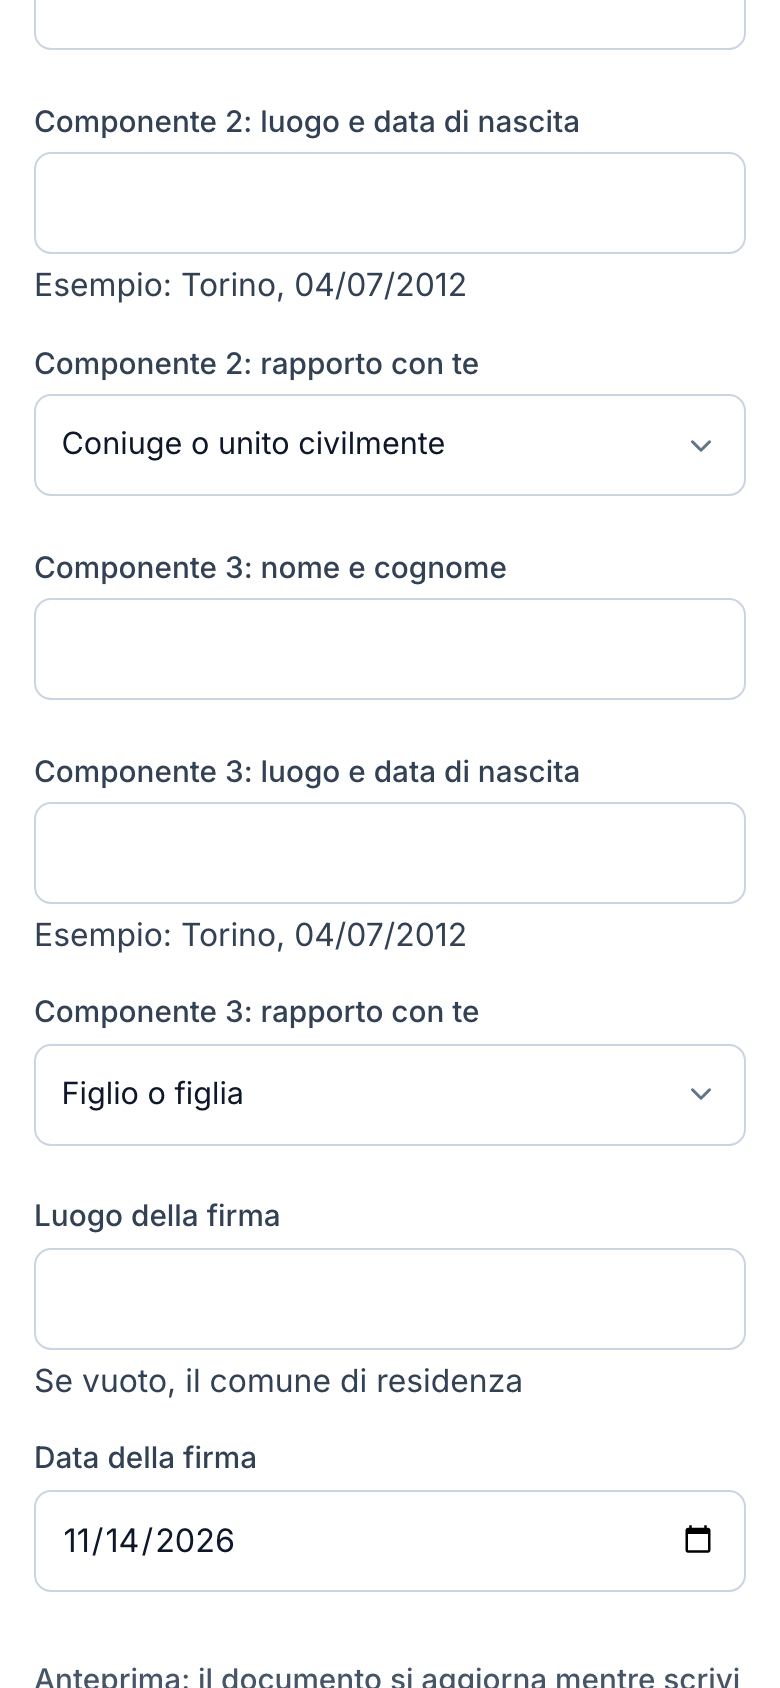 Componente 2: luogo e data di nascita
Esempio: Torino, 04/07/2012
Componente 2: rapporto con te
Coniuge o unito civilmente
Componente 3: nome e cognome
Componente 3: luogo e data di nascita
Esempio: Torino, 04/07/2012
Componente 3: rapporto con te
Figlio o figlia
Luogo della firma
Se vuoto, il comune di residenza
Data della firma
11/14/2026
Anteprima: il documento si aggiorna mentre scrivi